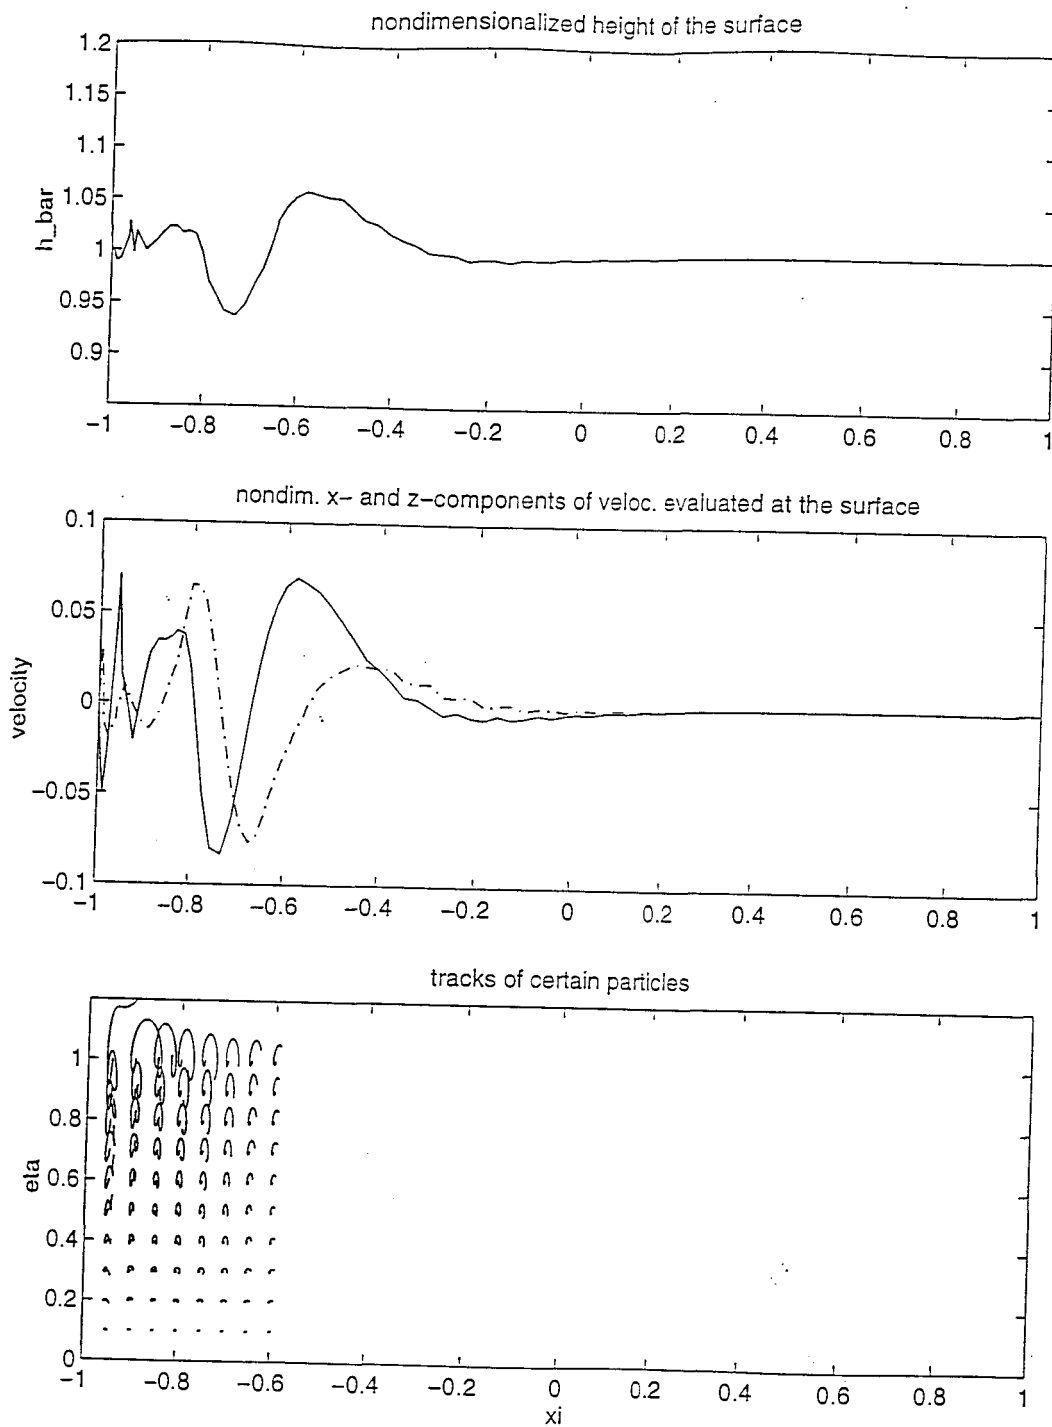 nondimensionalized height of the surface
1.2
1.15
1.1
1.05
1
0.95
0.9
h_bar
−1 −0.8 −0.6 −0.4 −0.2 0 0.2 0.4 0.6 0.8 1
xi
nondim. x− and z−components of veloc. evaluated at the surface
0.1
0.05
0
−0.05
−0.1
velocity
−1 −0.8 −0.6 −0.4 −0.2 0 0.2 0.4 0.6 0.8 1
tracks of certain particles
1
0.8
0.6
0.4
0.2
0
eta
−1 −0.8 −0.6 −0.4 −0.2 0 0.2 0.4 0.6 0.8 1
xi